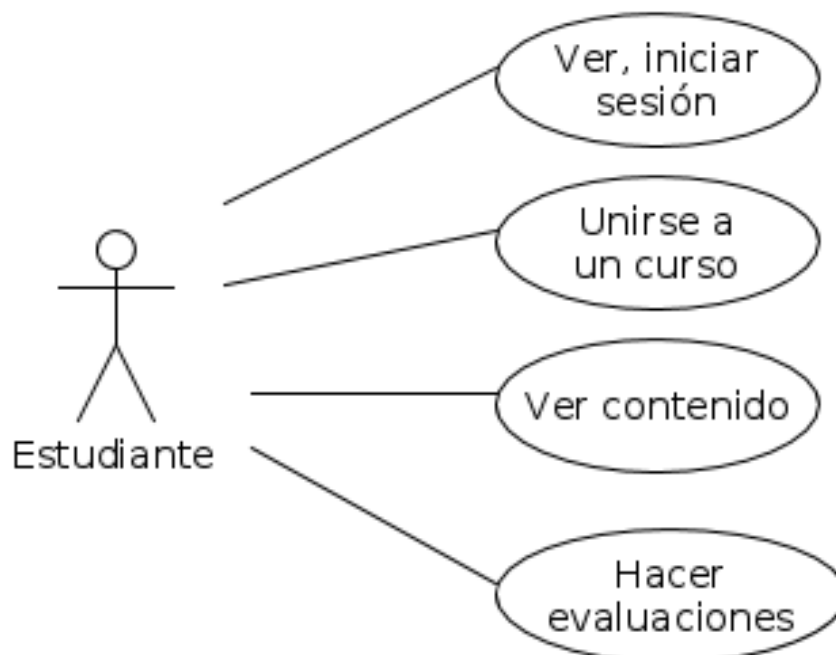 Ver, iniciar
sesión
Unirse a
un curso
Ver contenido
Estudiante
Hacer
evaluaciones